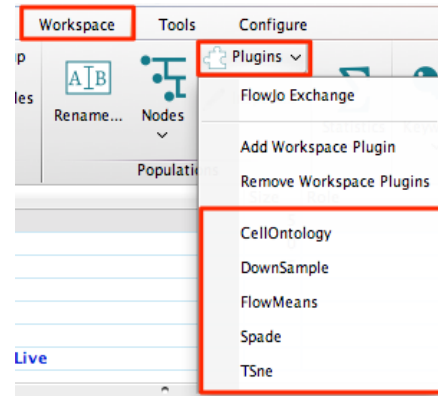 Workspace Tools Configure
Plugins
les
Rename... Nodes
Populati
FlowJo Exchange
Add Workspace Plugin
Remove Workspace Plugins
CellOntology
DownSample
FlowMeans
Spade
TSne
Live